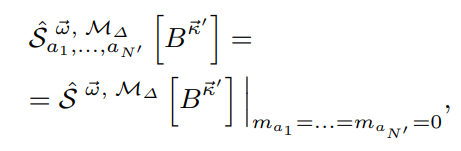 $\hat{\mathcal{S}}^{\,\vec{\omega},\,\mathcal{M}_\Delta}_{a_1,\ldots,a_{N'}} \left[ B^{\vec{\kappa}'} \right] =$
$= \hat{\mathcal{S}}^{\,\vec{\omega},\,\mathcal{M}_\Delta} \left[ B^{\vec{\kappa}'} \right] \Big|_{m_{a_1}=\ldots=m_{a_{N'}}=0},$